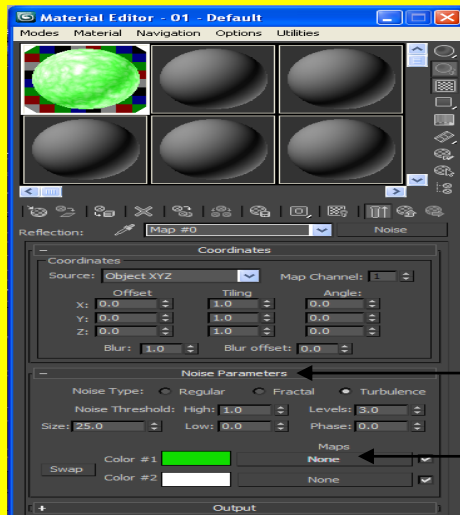 Material Editor - 01 - Default
Modes Material Navigation Options Utilities
Reflection: Map #0 Noise
Coordinates
Coordinates
Source: Object XYZ Map Channel: 1
Offset Tiling Angle:
X: 0.0 1.0 0.0
Y: 0.0 1.0 0.0
Z: 0.0 1.0 0.0
Blur: 1.0 Blur offset: 0.0
Noise Parameters
Noise Type: Regular Fractal Turbulence
Noise Threshold: High: 1.0 Levels: 3.0
Size: 25.0 Low: 0.0 Phase: 0.0
Maps
Color #1 None
Swap
Color #2 None
Output